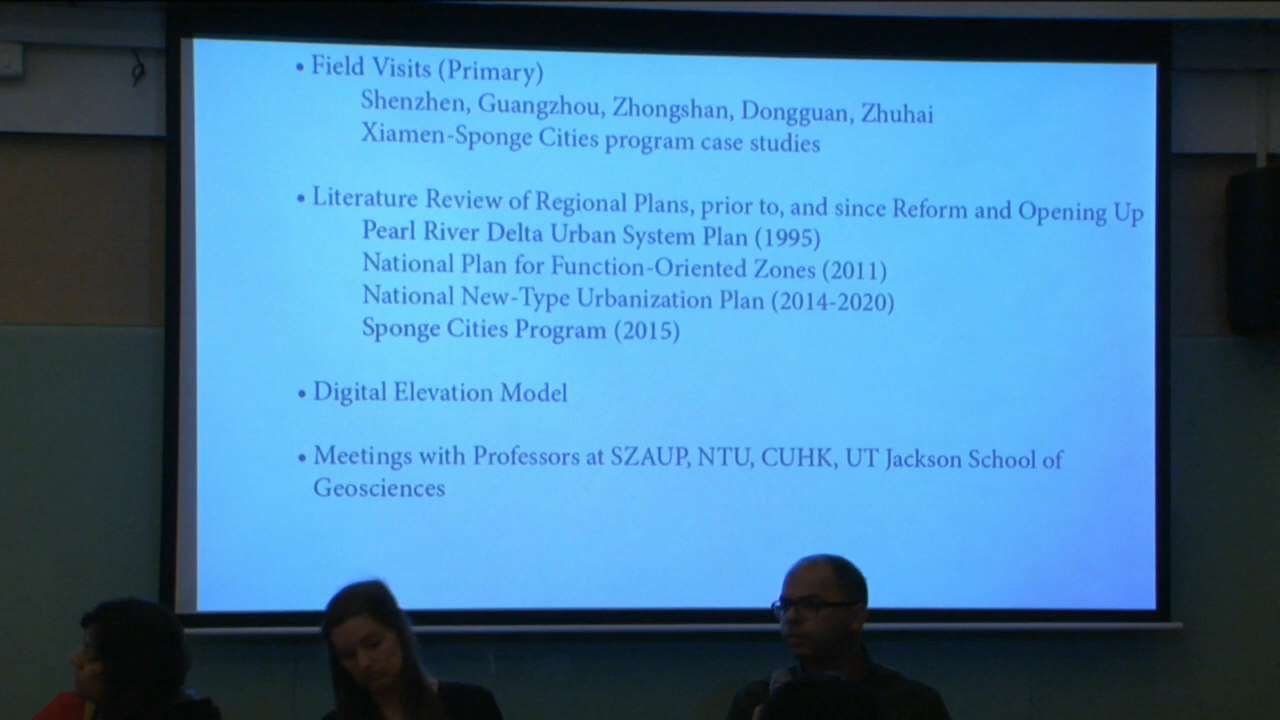 • Field Visits (Primary)
Shenzhen, Guangzhou, Zhongshan, Dongguan, Zhuhai
Xiamen-Sponge Cities program case studies
• Literature Review of Regional Plans, prior to, and since Reform and Opening Up
Pearl River Delta Urban System Plan (1995)
National Plan for Function-Oriented Zones (2011)
National New-Type Urbanization Plan (2014-2020)
Sponge Cities Program (2015)
• Digital Elevation Model
• Meetings with Professors at SZAUP, NTU, CUHK, UT Jackson School of
Geosciences